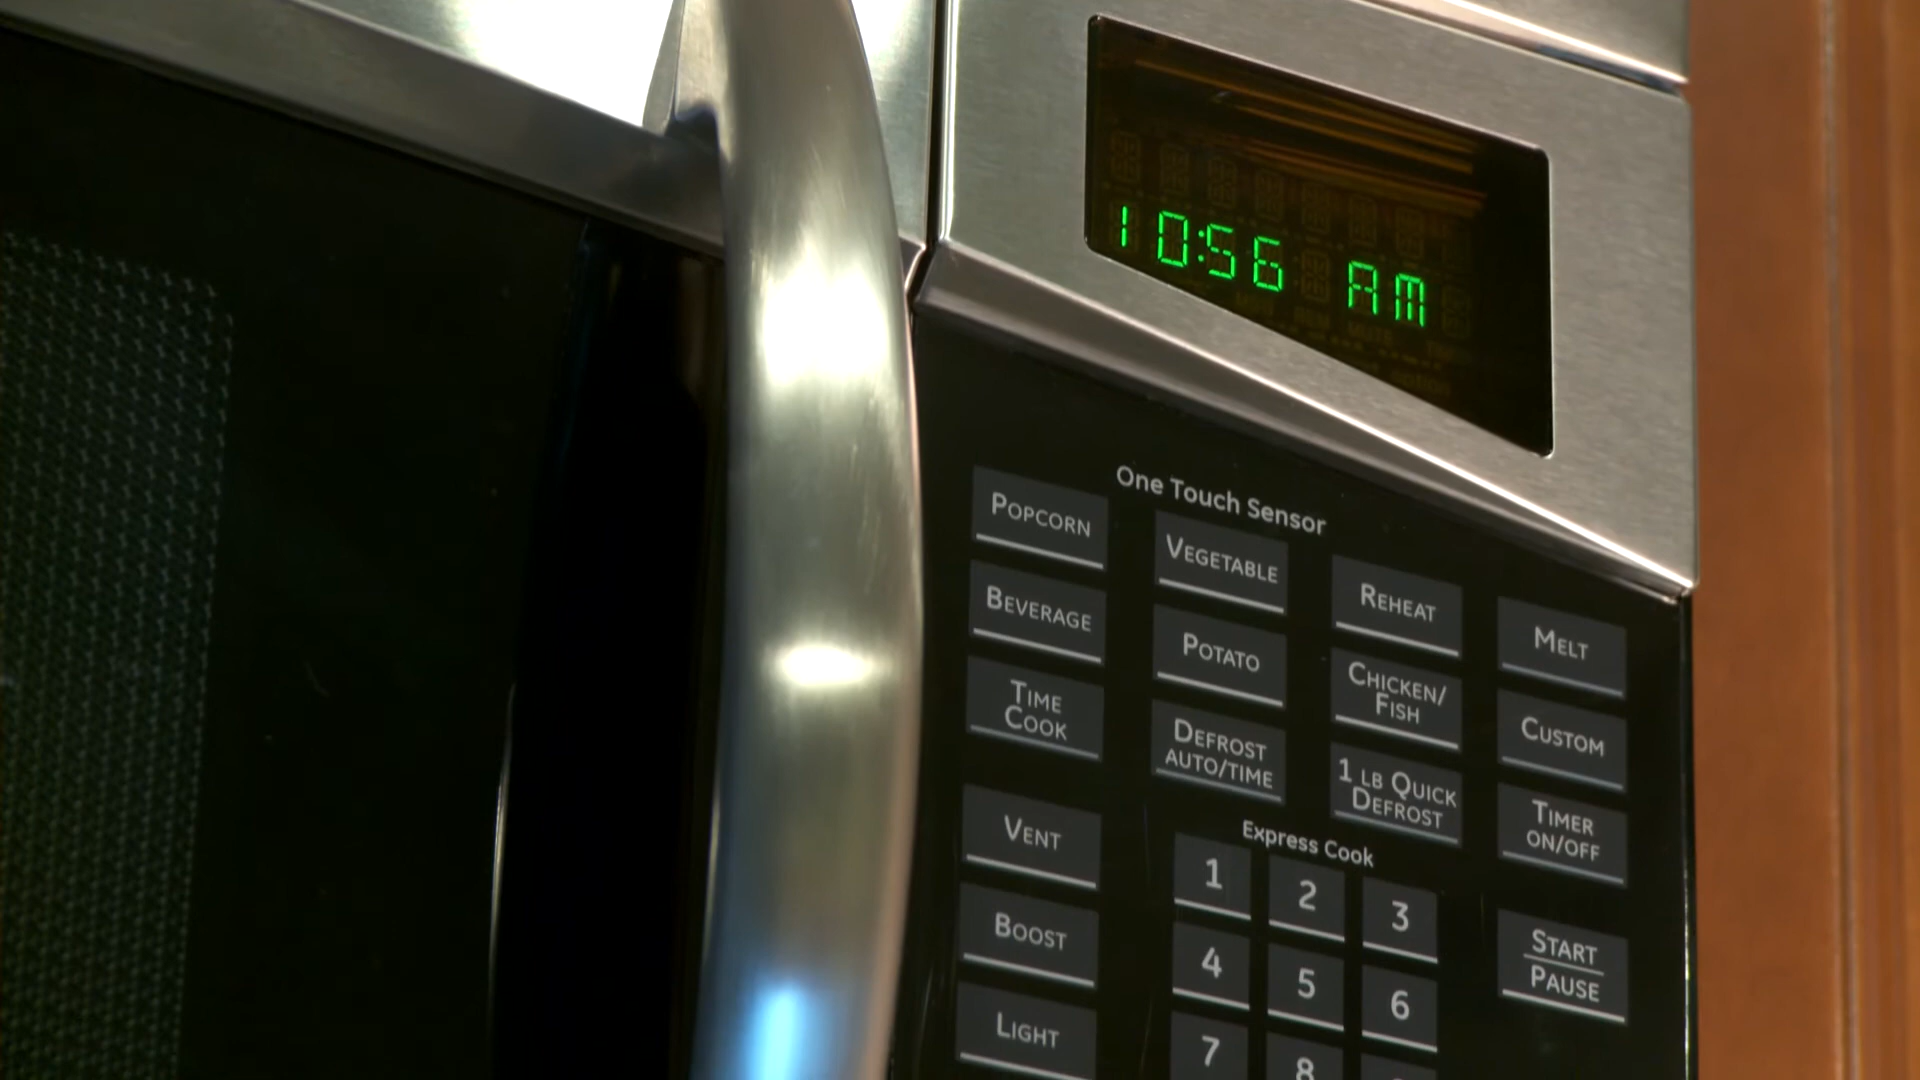 10:56 AM
One Touch Sensor
POPCORN
VEGETABLE
REHEAT
MELT
BEVERAGE
POTATO
CHICKEN/
FISH
CUSTOM
TIME
COOK
DEFROST
AUTO/TIME
1 LB QUICK
DEFROST
TIMER
ON/OFF
Express Cook
VENT
1 2 3
BOOST
4 5 6
START
PAUSE
LIGHT
7 8